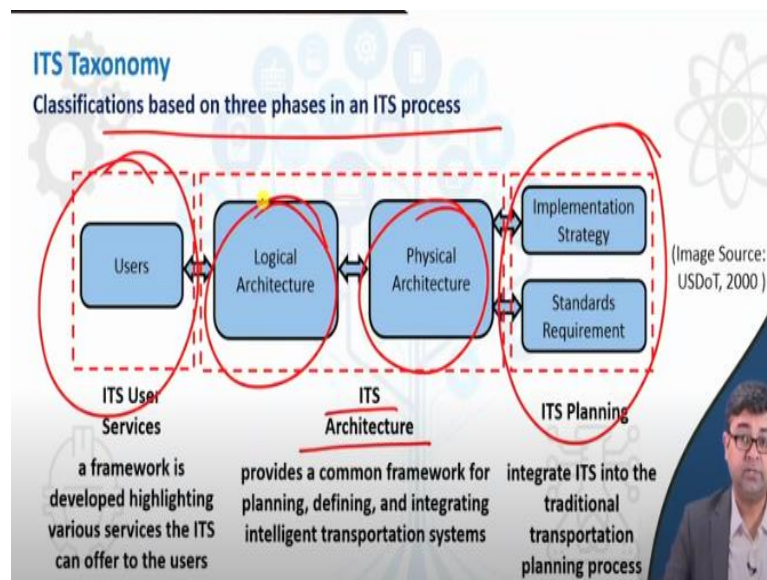 ITS Taxonomy
Classifications based on three phases in an ITS process
Users
Logical
Architecture
Physical
Architecture
Implementation
Strategy
Standards
Requirement
(Image Source:
USDoT, 2000 )
ITS User
Services
a framework is
developed highlighting
various services the ITS
can offer to the users
ITS
Architecture
provides a common framework for
planning, defining, and integrating
intelligent transportation systems
ITS Planning
integrate ITS into the
traditional
transportation
planning process